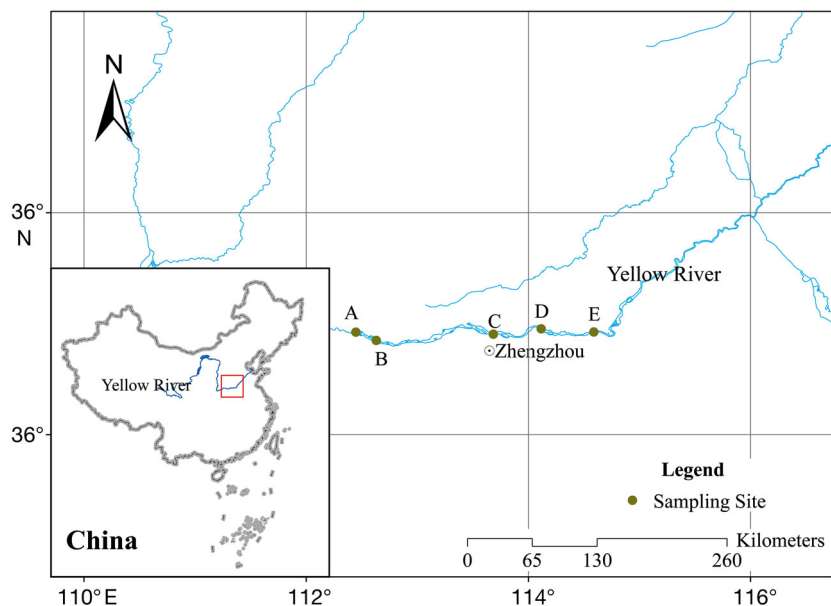 N
36°
N
Yellow River
A
B
C
D
E
Zhengzhou
Yellow River
36°
China
Legend
Sampling Site
Kilometers
0 65 130 260
110°E 112° 114° 116°